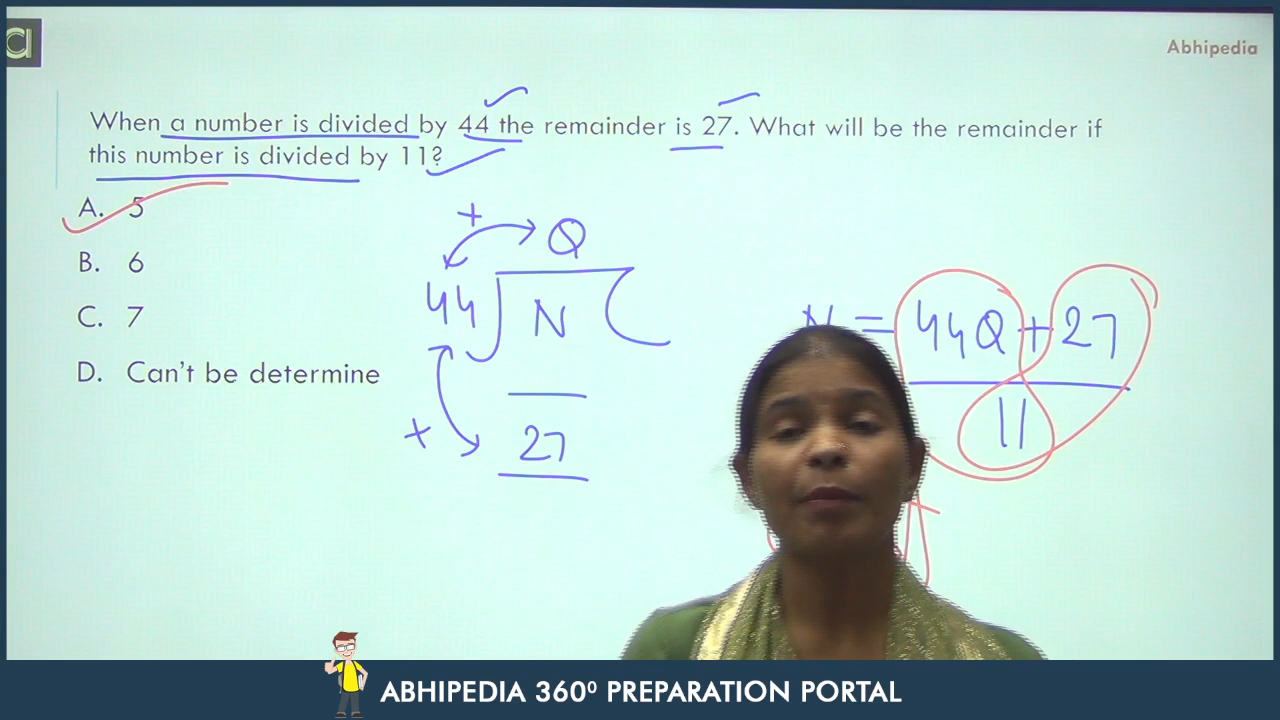 Abhipedia
When a number is divided by 44 the remainder is 27. What will be the remainder if
this number is divided by 11?
A. 5
B. 6
C. 7
D. Can't be determine
+
Q
44
N
27
+
N = 44Q + 27
11
ABHIPEDIA 360⁰ PREPARATION PORTAL